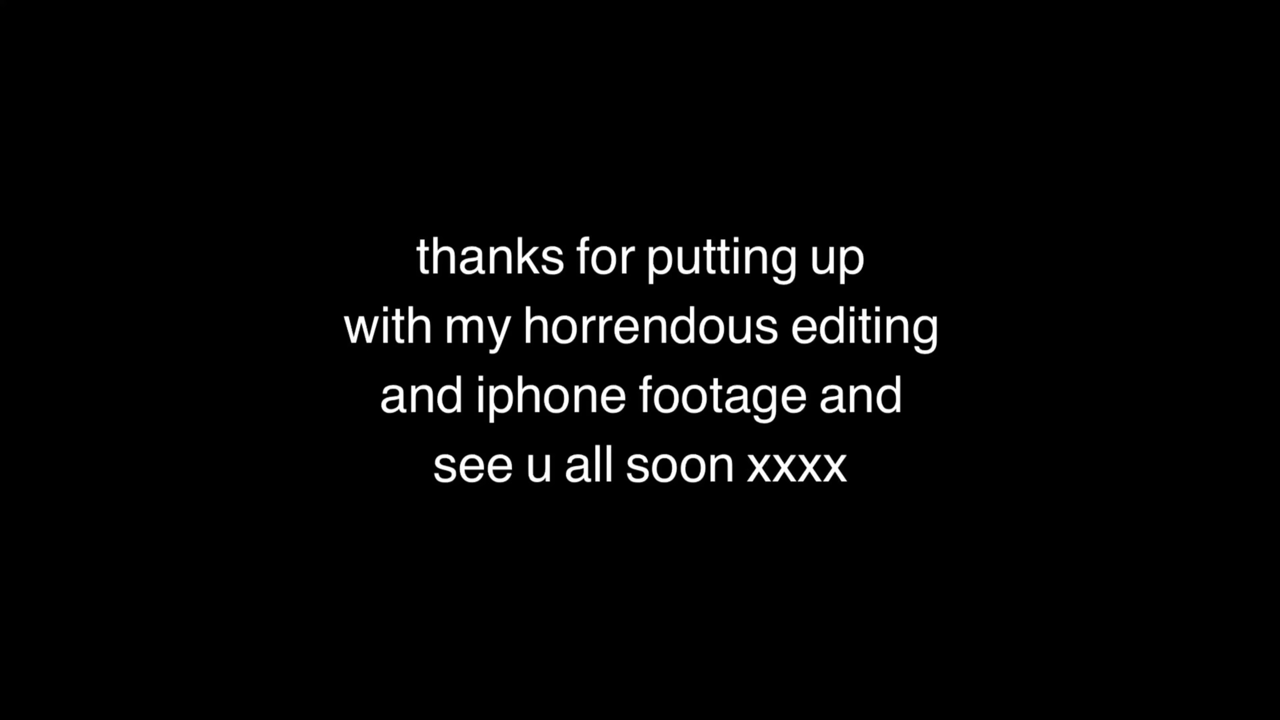 thanks for putting up
with my horrendous editing
and iphone footage and
see u all soon xxxx